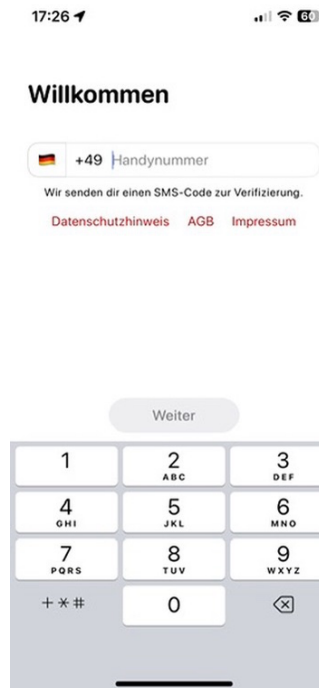 17:26
60
Willkommen
+49 Handynummer
Wir senden dir einen SMS-Code zur Verifizierung.
Datenschutzhinweis AGB Impressum
Weiter
1 2 3
ABC DEF
4 5 6
GHI JKL MNO
7 8 9
PQRS TUV WXYZ
+*# 0